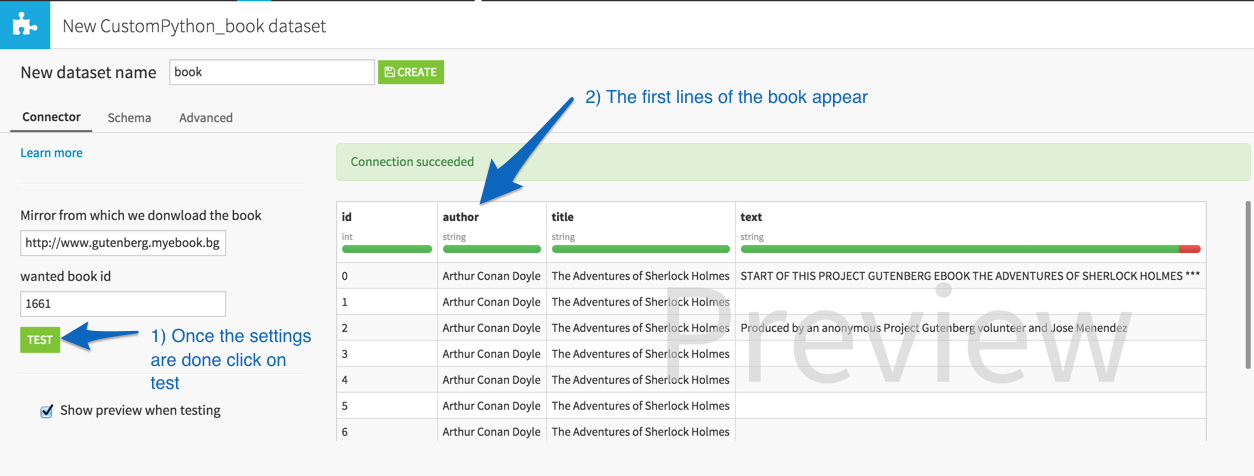 New CustomPython_book dataset
New dataset name
book
CREATE
2) The first lines of the book appear
Connector
Schema
Advanced
Learn more
Connection succeeded
Mirror from which we donwload the book
http://www.gutenberg.myebook.bg
wanted book id
1661
TEST
1) Once the settings
are done click on
test
Show preview when testing
id author title text
int string string string
0 Arthur Conan Doyle The Adventures of Sherlock Holmes START OF THIS PROJECT GUTENBERG EBOOK THE ADVENTURES OF SHERLOCK HOLMES ***
1 Arthur Conan Doyle The Adventures of Sherlock Holmes
2 Arthur Conan Doyle The Adventures of Sherlock Holmes Produced by an anonymous Project Gutenberg volunteer and Jose Menendez
3 Arthur Conan Doyle The Adventures of Sherlock Holmes
4 Arthur Conan Doyle The Adventures of Sherlock Holmes
5 Arthur Conan Doyle The Adventures of Sherlock Holmes
6 Arthur Conan Doyle The Adventures of Sherlock Holmes
Preview